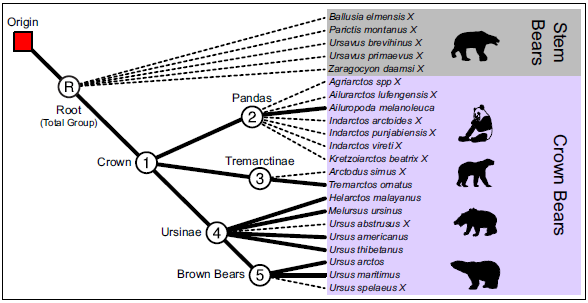 Origin
R
Root
(Total Group)
Crown
1
Pandas
2
Tremarctinae
3
Ursinae
4
Brown Bears
5
Ballusia elmensis X
Parictis montanus X
Ursavus brevihinus X
Ursavus primaevus X
Zaragocyon daamsi X
Agriarctos spp X
Ailurarctos lufengensis X
Ailuropoda melanoleuca
Indarctos arctoides X
Indarctos punjabiensis X
Indarctos vireti X
Kretzoiarctos beatrix X
Arctodus simus X
Tremarctos ornatus
Helarctos malayanus
Melursus ursinus
Ursus abstrusus X
Ursus americanus
Ursus thibetanus
Ursus arctos
Ursus maritimus
Ursus spelaeus X
Stem
Bears
Crown Bears